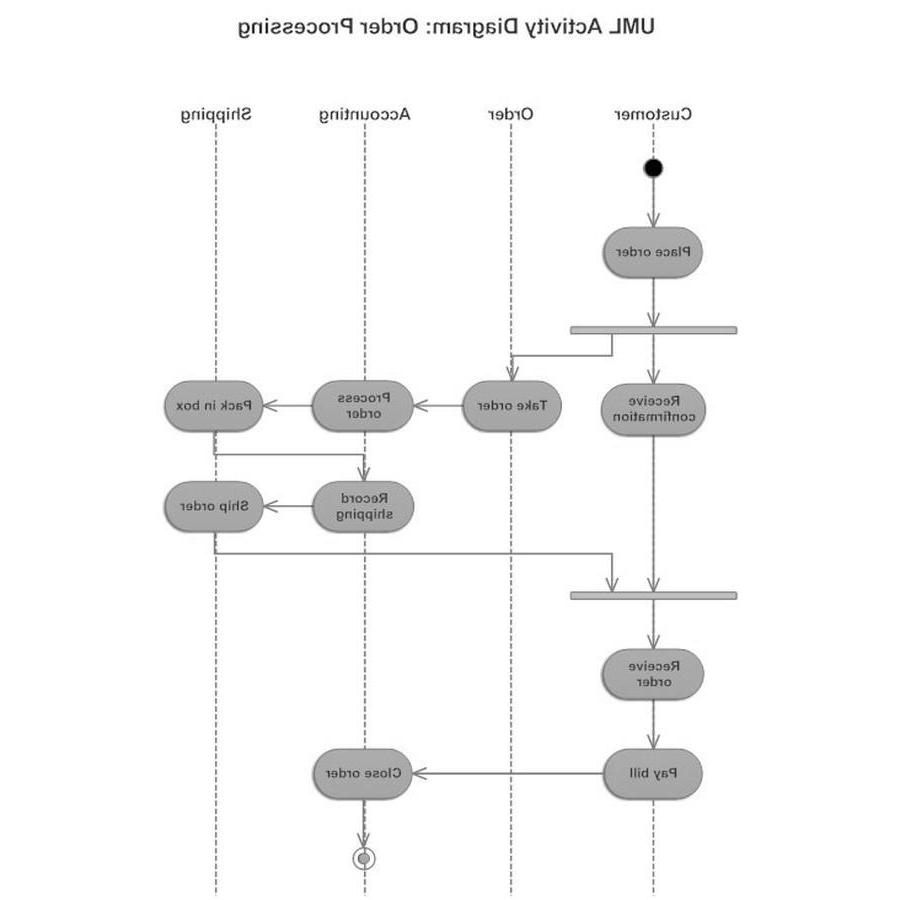 UML Activity Diagram: Order Processing
Customer
Order
Accounting
Shipping
Place order
Receive
confirmation
Take order
Process
order
Pack in box
Record
shipping
Ship order
Receive
order
Pay bill
Close order